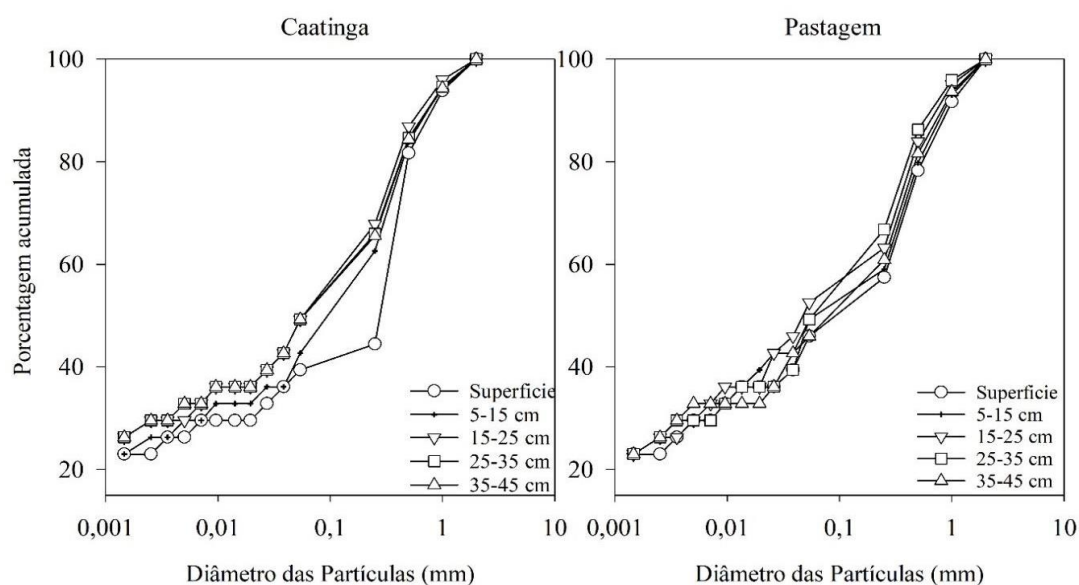 Caatinga
Porcentagem acumulada
100
80
60
40
20
Superficie
5-15 cm
15-25 cm
25-35 cm
35-45 cm
0,001
0,01
0,1
1
10
Diâmetro das Partículas (mm)
Pastagem
100
80
60
40
20
Superficie
5-15 cm
15-25 cm
25-35 cm
35-45 cm
0,001
0,01
0,1
1
10
Diâmetro das Partículas (mm)